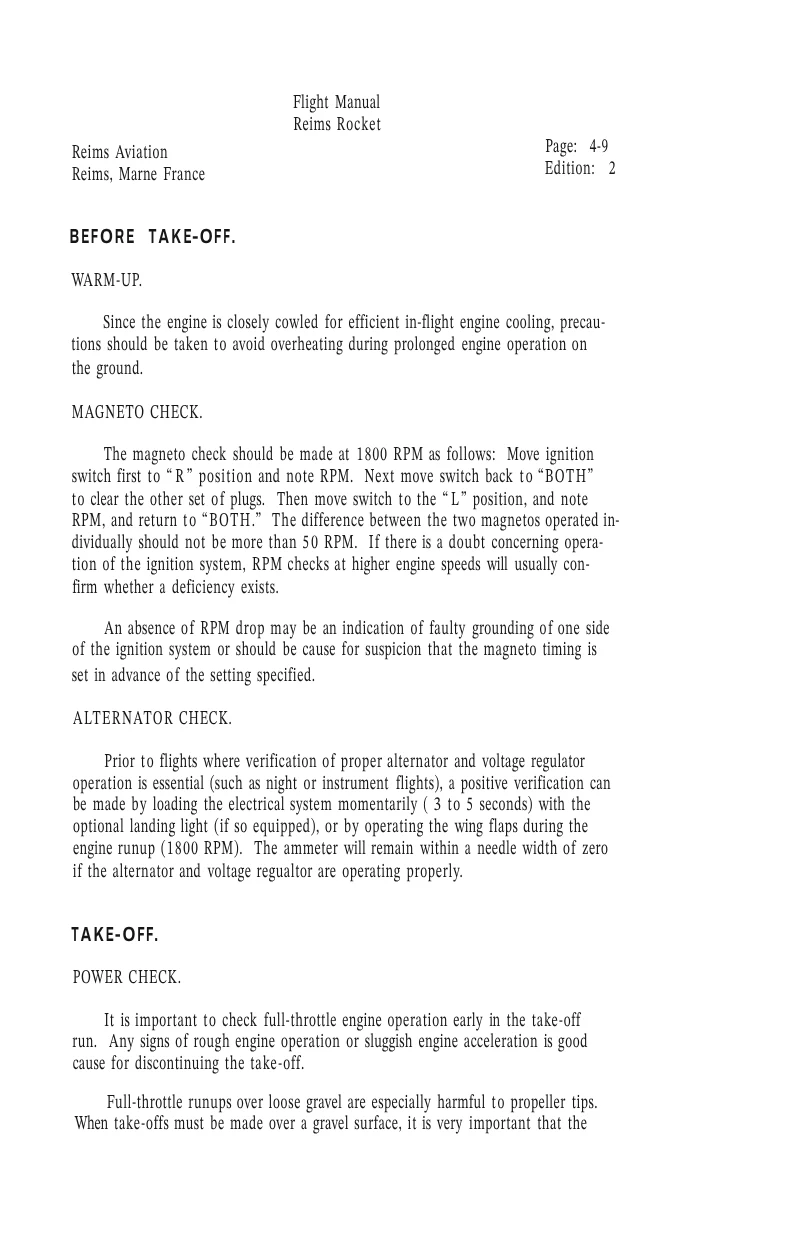 Flight Manual
Reims Rocket
Reims Aviation
Reims, Marne France
Page: 4-9
Edition: 2
BEFORE TAKE-OFF.
WARM-UP.
Since the engine is closely cowled for efficient in-flight engine cooling, precau-
tions should be taken to avoid overheating during prolonged engine operation on
the ground.
MAGNETO CHECK.
The magneto check should be made at 1800 RPM as follows: Move ignition
switch first to “R” position and note RPM. Next move switch back to “BOTH”
to clear the other set of plugs. Then move switch to the “L” position, and note
RPM, and return to “BOTH.” The difference between the two magnetos operated in-
dividually should not be more than 50 RPM. If there is a doubt concerning opera-
tion of the ignition system, RPM checks at higher engine speeds will usually con-
firm whether a deficiency exists.
An absence of RPM drop may be an indication of faulty grounding of one side
of the ignition system or should be cause for suspicion that the magneto timing is
set in advance of the setting specified.
ALTERNATOR CHECK.
Prior to flights where verification of proper alternator and voltage regulator
operation is essential (such as night or instrument flights), a positive verification can
be made by loading the electrical system momentarily ( 3 to 5 seconds) with the
optional landing light (if so equipped), or by operating the wing flaps during the
engine runup (1800 RPM). The ammeter will remain within a needle width of zero
if the alternator and voltage regualtor are operating properly.
TAKE-OFF.
POWER CHECK.
It is important to check full-throttle engine operation early in the take-off
run. Any signs of rough engine operation or sluggish engine acceleration is good
cause for discontinuing the take-off.
Full-throttle runups over loose gravel are especially harmful to propeller tips.
When take-offs must be made over a gravel surface, it is very important that the